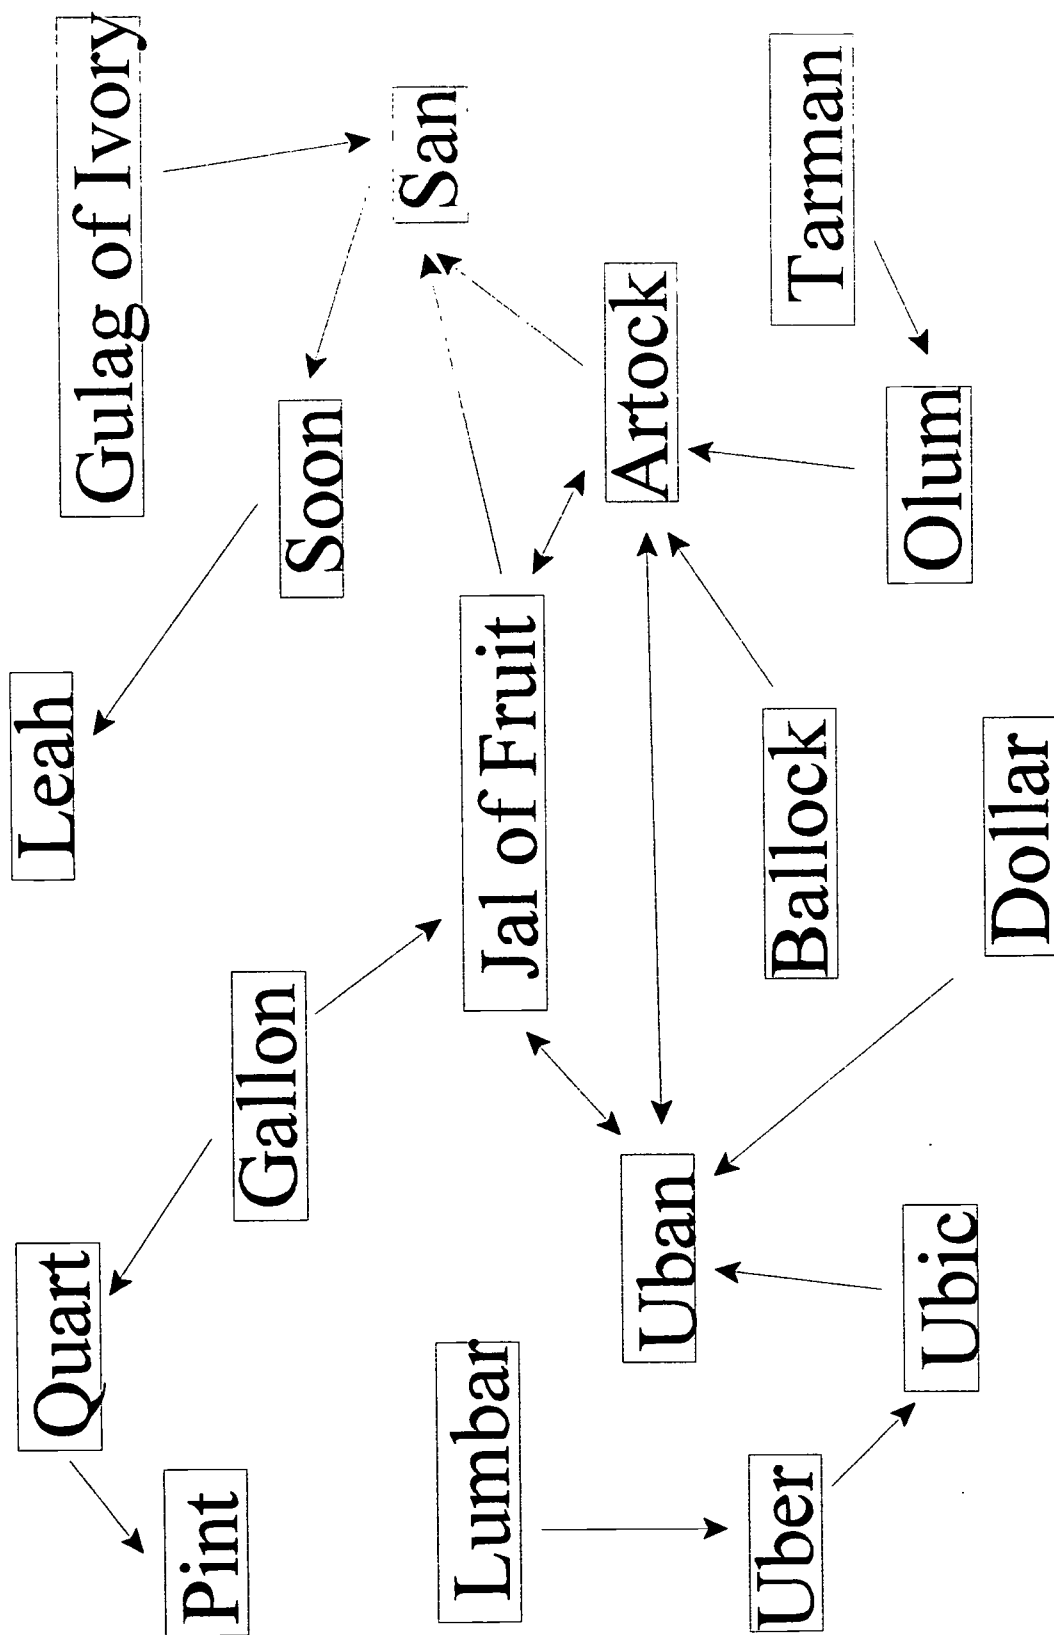 Pint
Quart
Gallon
Leah
Soon
Gulag of Ivory
Lumbar
Jal of Fruit
San
Uban
Artock
Uber
Ubic
Ballock
Olum
Tarman
Dollar